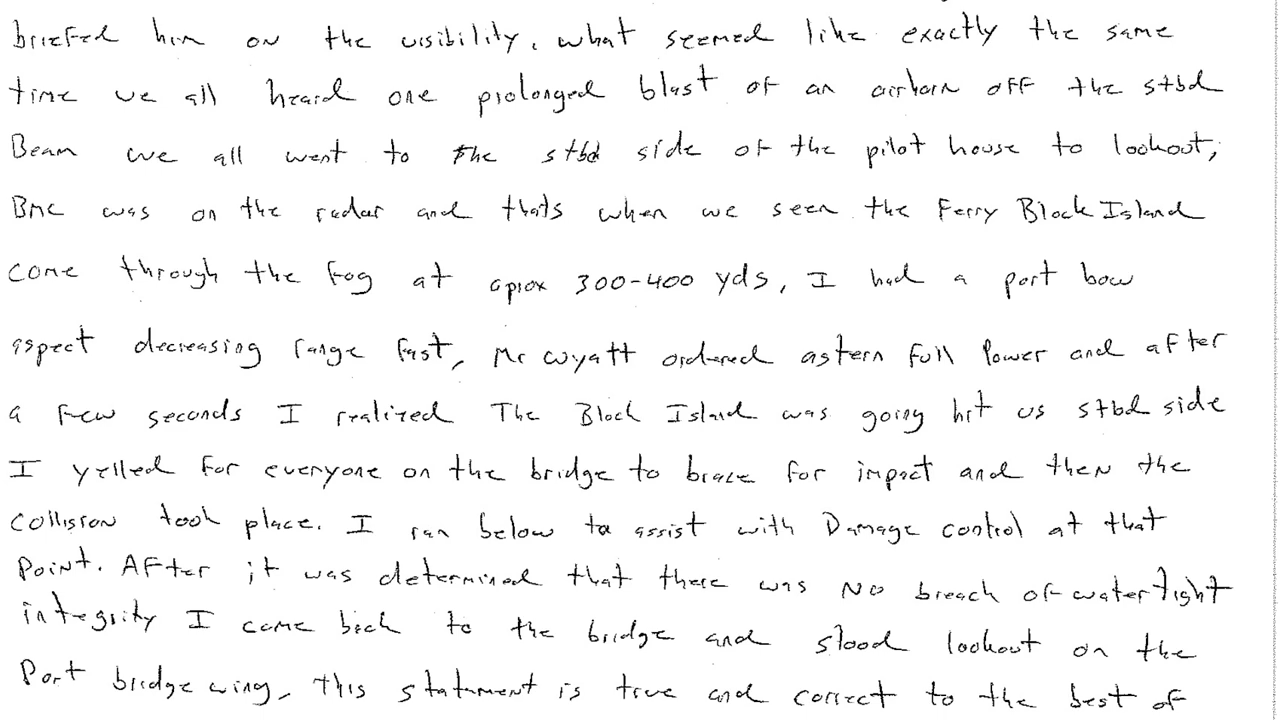 briefed him on the visibility. what seemed like exactly the same
time we all heard one prolonged blast of an airhorn off the stbd
Beam we all went to the stbd side of the pilot house to lookout,
BMC was on the radar and thats when we seen the Ferry Block Island
come through the fog at aprox 300-400 yds, I had a port bow
aspect decreasing range fast, Mr Wyatt ordered astern full power and after
a few seconds I realized The Block Island was going hit us stbd side
I yelled for everyone on the bridge to brace for impact and then the
collision took place. I ran below to assist with Damage control at that
Point. After it was determined that there was No breach of watertight
integrity I came back to the bridge and stood lookout on the
Port bridge wing, this statement is true and correct to the best of